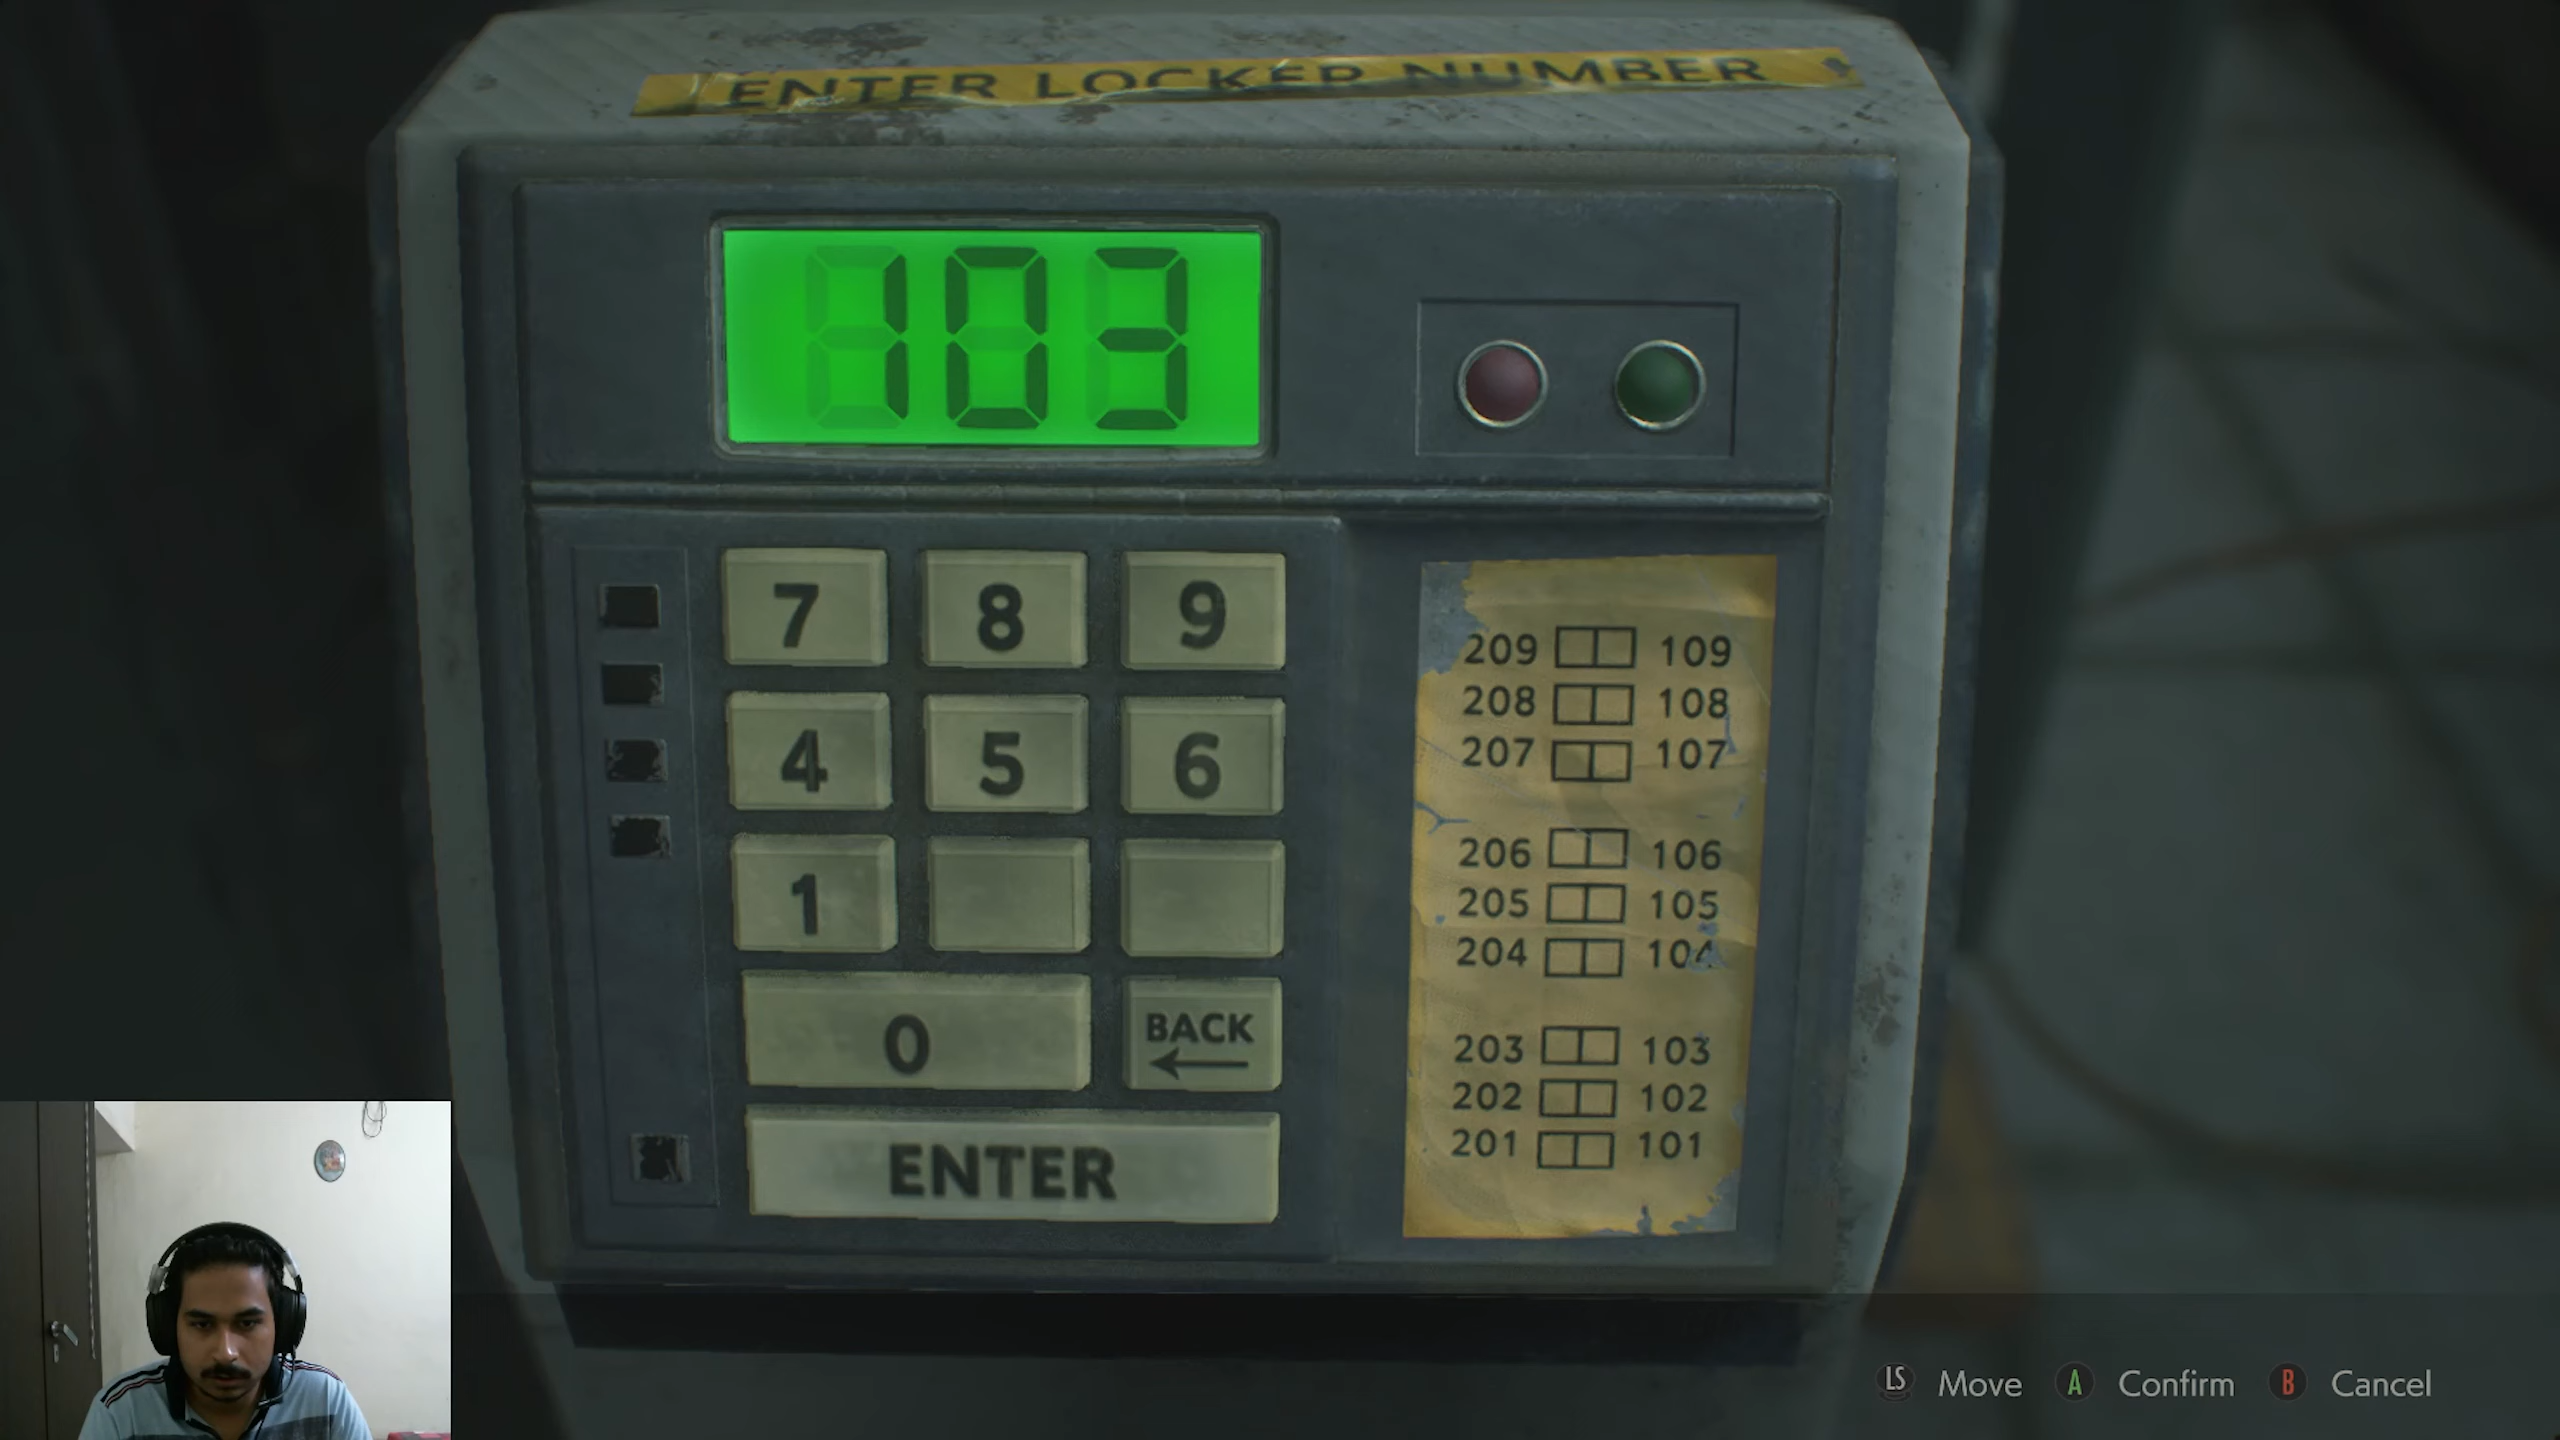 ENTER LOCKER NUMBER
103
7 8 9
4 5 6
1
0 BACK
ENTER
209 109
208 108
207 107
206 106
205 105
204 104
203 103
202 102
201 101
LS Move A Confirm B Cancel